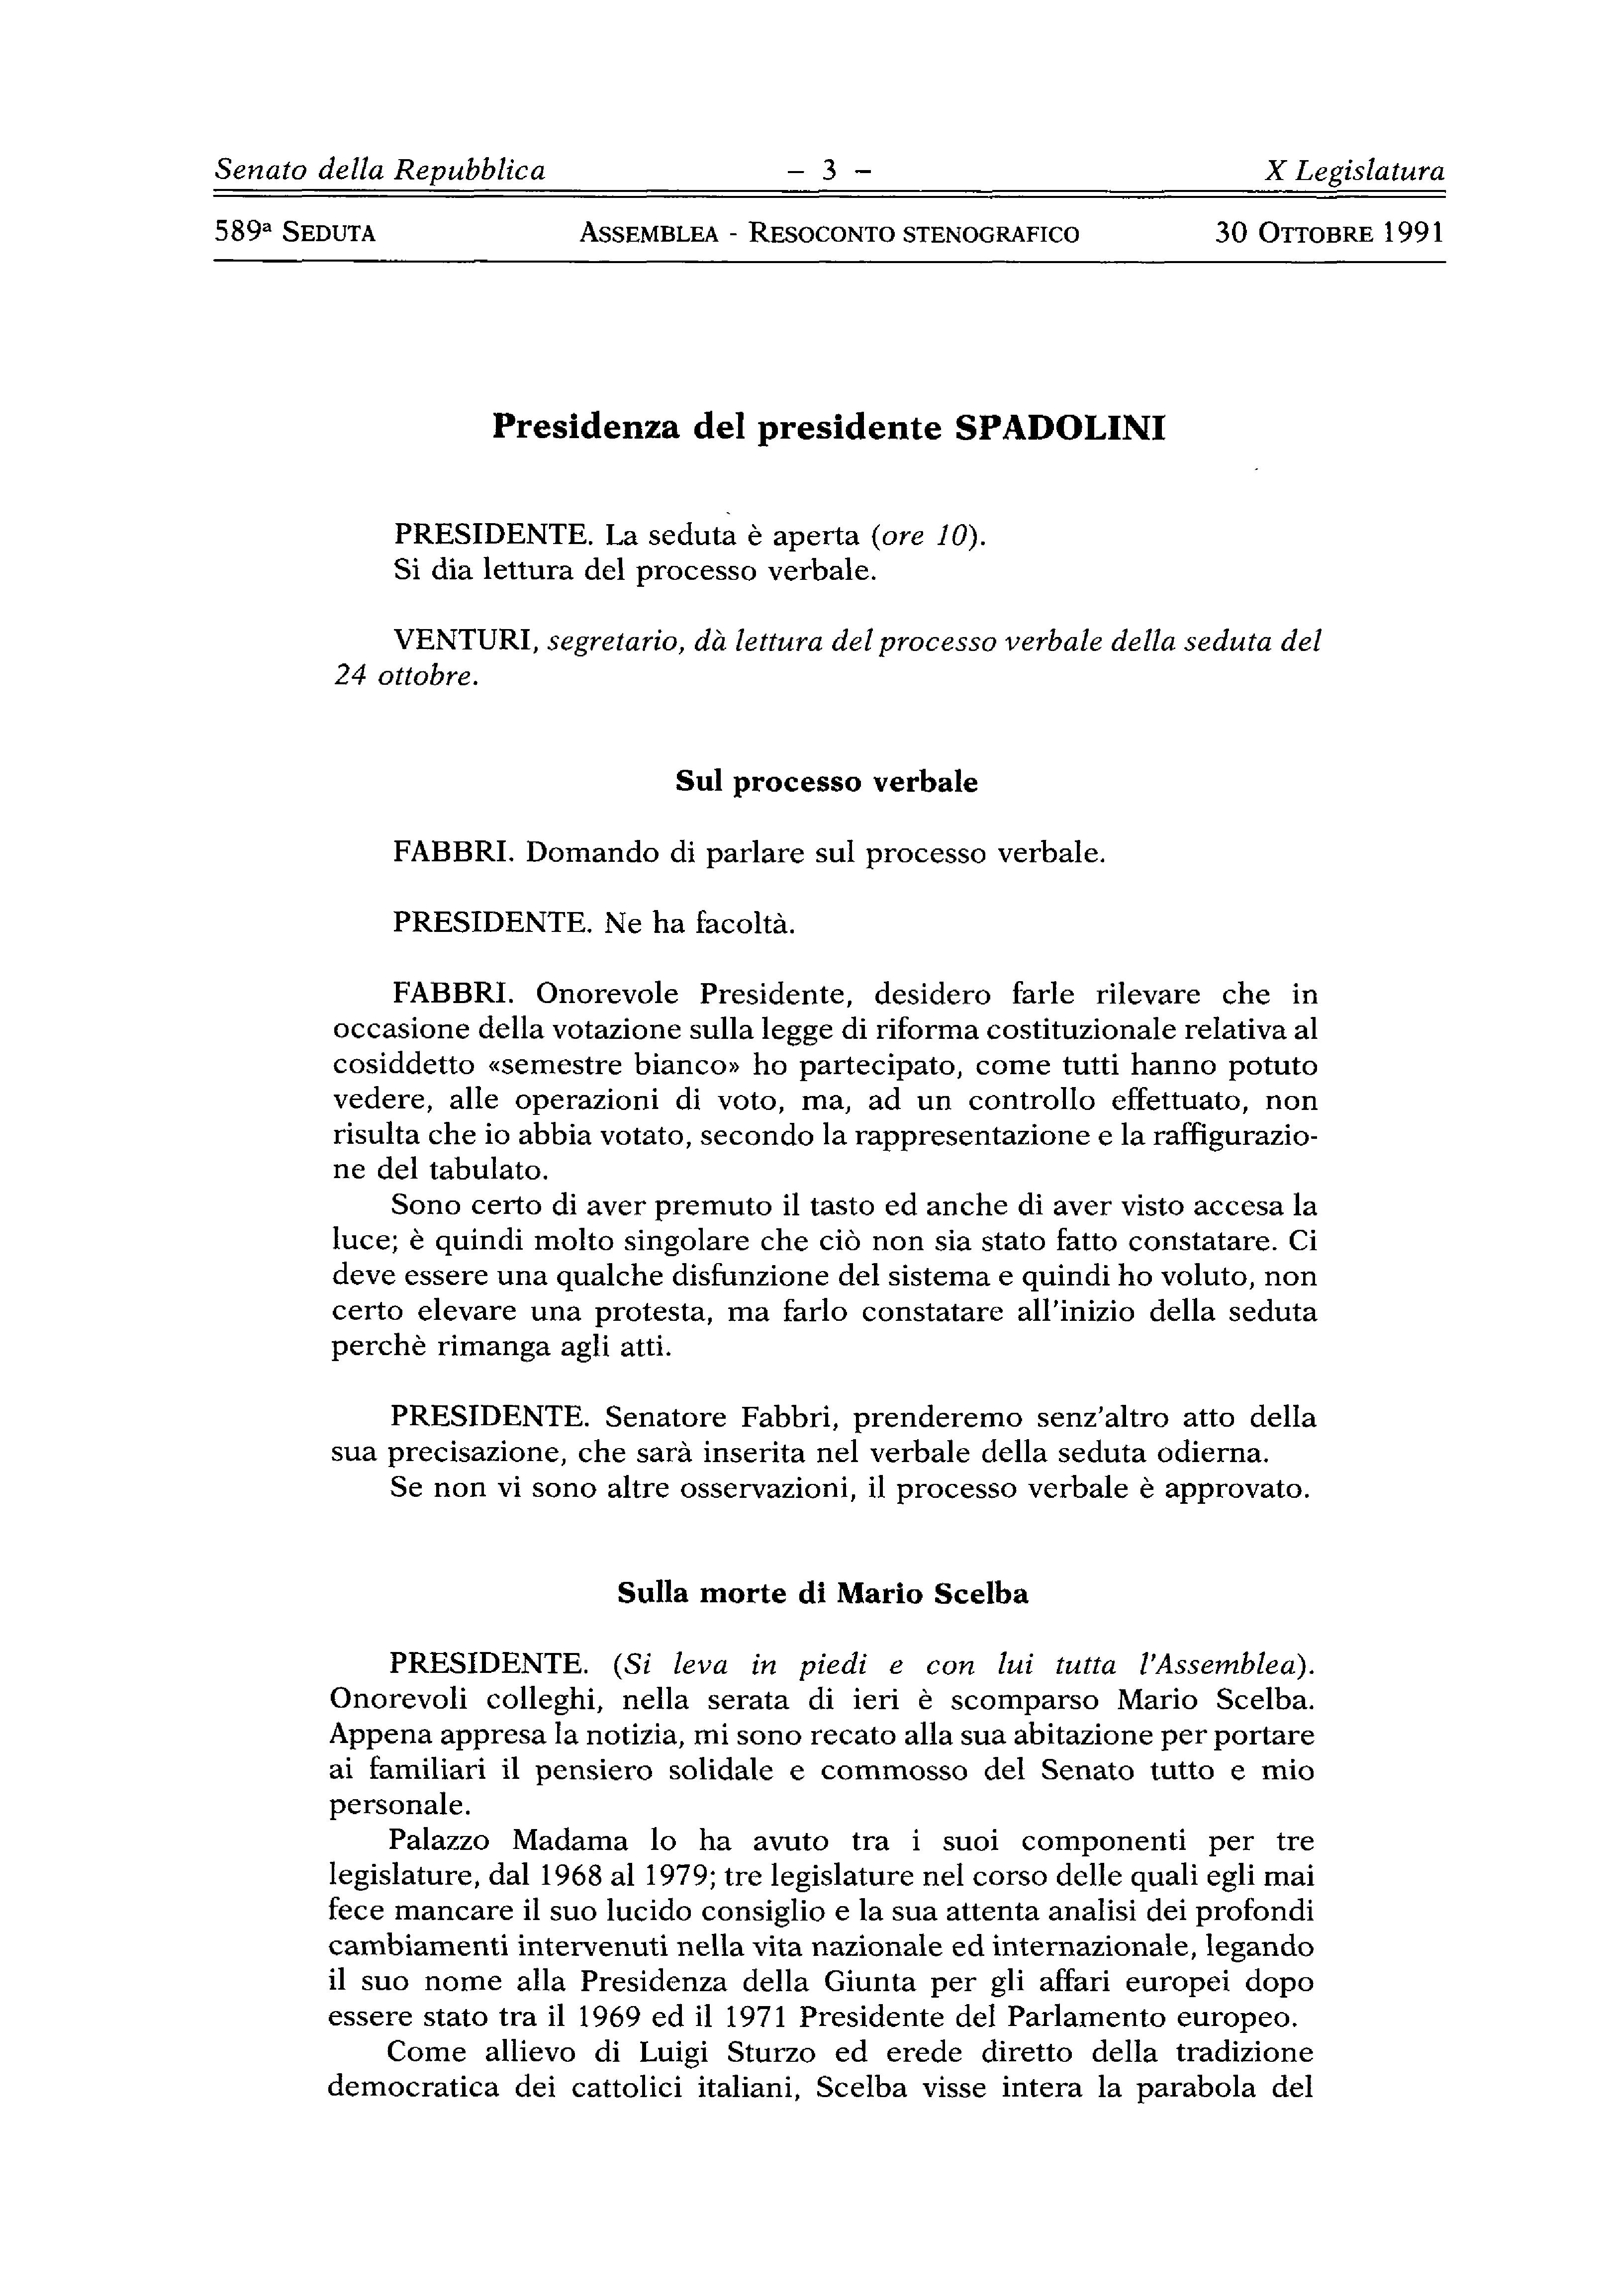 Senato della Repubblica – 3 – X Legislatura
589ª SEDUTA ASSEMBLEA - RESOCONTO STENOGRAFICO 30 OTTOBRE 1991
Presidenza del presidente SPADOLINI
PRESIDENTE. La seduta è aperta (ore 10).
Si dia lettura del processo verbale.
VENTURI, segretario, dà lettura del processo verbale della seduta del
24 ottobre.
Sul processo verbale
FABBRI. Domando di parlare sul processo verbale.
PRESIDENTE. Ne ha facoltà.
FABBRI. Onorevole Presidente, desidero farle rilevare che in
occasione della votazione sulla legge di riforma costituzionale relativa al
cosiddetto «semestre bianco» ho partecipato, come tutti hanno potuto
vedere, alle operazioni di voto, ma, ad un controllo effettuato, non
risulta che io abbia votato, secondo la rappresentazione e la raffigurazio-
ne del tabulato.
Sono certo di aver premuto il tasto ed anche di aver visto accesa la
luce; è quindi molto singolare che ciò non sia stato fatto constatare. Ci
deve essere una qualche disfunzione del sistema e quindi ho voluto, non
certo elevare una protesta, ma farlo constatare all'inizio della seduta
perchè rimanga agli atti.
PRESIDENTE. Senatore Fabbri, prenderemo senz'altro atto della
sua precisazione, che sarà inserita nel verbale della seduta odierna.
Se non vi sono altre osservazioni, il processo verbale è approvato.
Sulla morte di Mario Scelba
PRESIDENTE. (Si leva in piedi e con lui tutta l'Assemblea).
Onorevoli colleghi, nella serata di ieri è scomparso Mario Scelba.
Appena appresa la notizia, mi sono recato alla sua abitazione per portare
ai familiari il pensiero solidale e commosso del Senato tutto e mio
personale.
Palazzo Madama lo ha avuto tra i suoi componenti per tre
legislature, dal 1968 al 1979; tre legislature nel corso delle quali egli mai
fece mancare il suo lucido consiglio e la sua attenta analisi dei profondi
cambiamenti intervenuti nella vita nazionale ed internazionale, legando
il suo nome alla Presidenza della Giunta per gli affari europei dopo
essere stato tra il 1969 ed il 1971 Presidente del Parlamento europeo.
Come allievo di Luigi Sturzo ed erede diretto della tradizione
democratica dei cattolici italiani, Scelba visse intera la parabola del